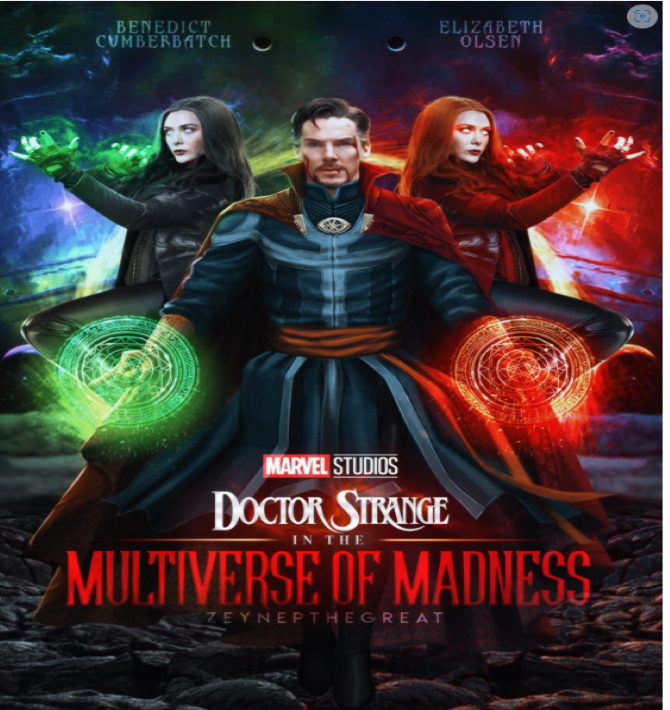 BENEDICT
CUMBERBATCH
ELIZABETH
OLSEN
MARVEL STUDIOS
DOCTOR STRANGE
IN THE
MULTIVERSE OF MADNESS
ZEYNEPTHEGREAT